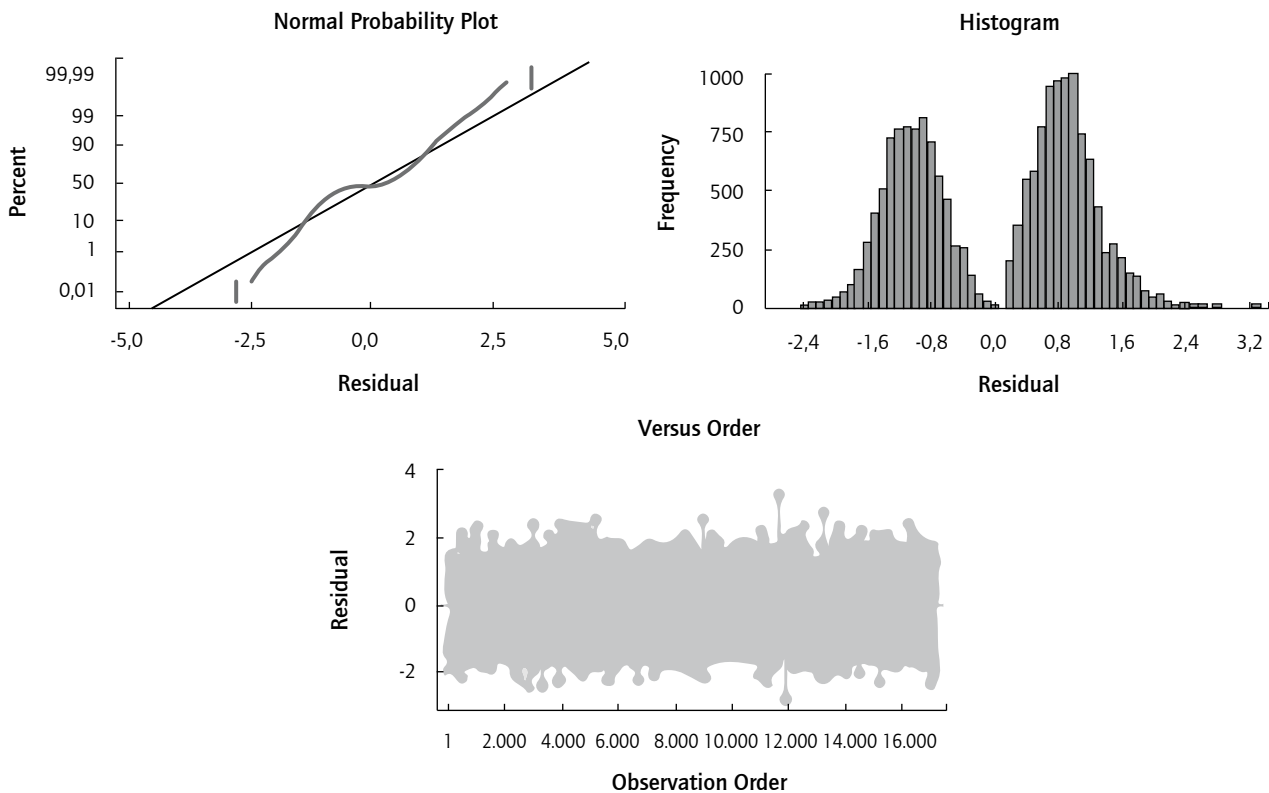 Normal Probability Plot
Percent
99,99
99
90
50
10
1
0,01
-5,0 -2,5 0,0 2,5 5,0
Residual
Histogram
Frequency
1000
750
500
250
0
-2,4 -1,6 -0,8 0,0 0,8 1,6 2,4 3,2
Residual
Versus Order
Residual
4
2
0
-2
1 2.000 4.000 6.000 8.000 10.000 12.000 14.000 16.000
Observation Order